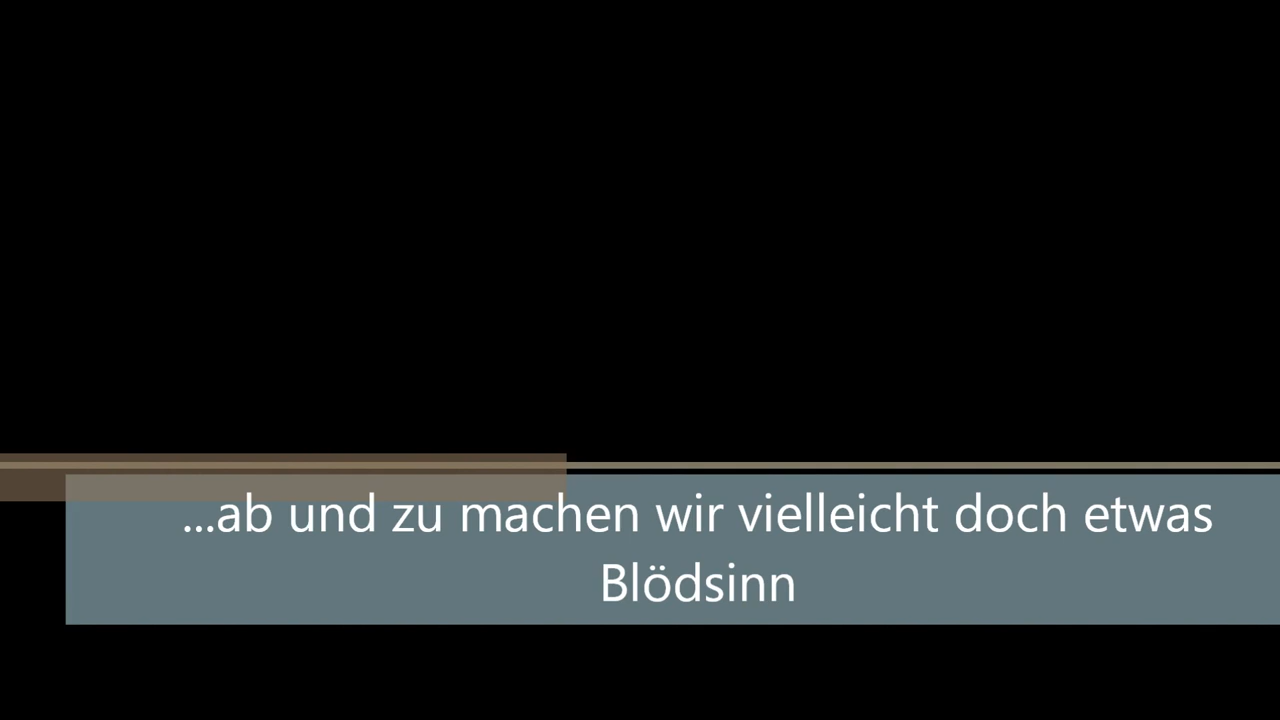 ...ab und zu machen wir vielleicht doch etwas
Blödsinn